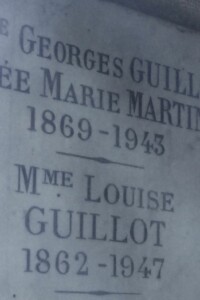 E GEORGES GUILL
ÉE MARIE MARTIN
1869-1943
MME LOUISE
GUILLOT
1862-1947